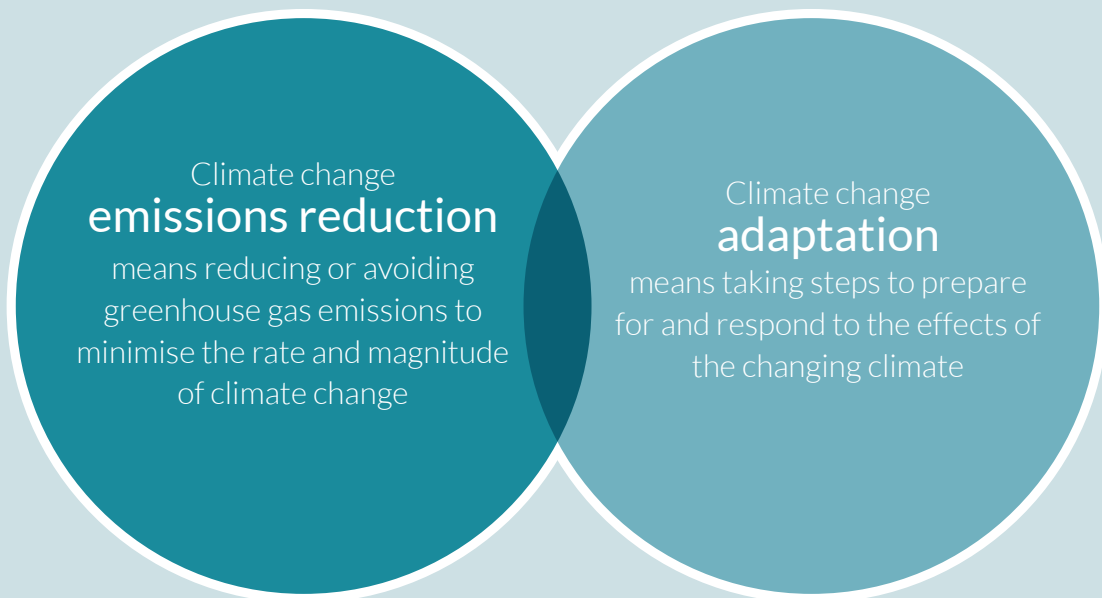 Climate change
emissions reduction
means reducing or avoiding
greenhouse gas emissions to
minimise the rate and magnitude
of climate change
Climate change
adaptation
means taking steps to prepare
for and respond to the effects of
the changing climate